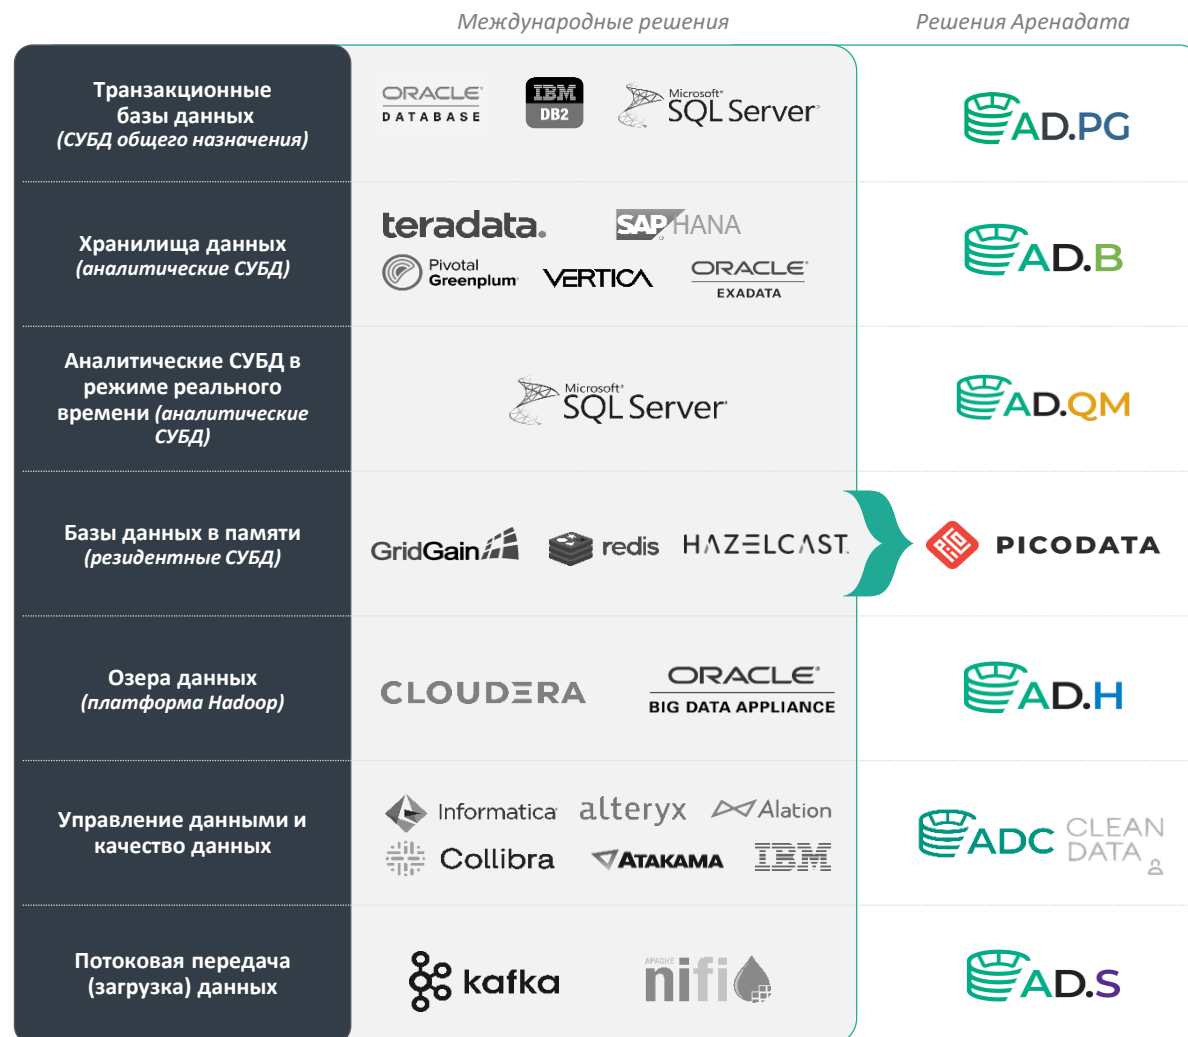 Международные решения
Решения Аренадата
Транзакционные
базы данных
(СУБД общего назначения)
ORACLE
DATABASE
IBM
DB2
Microsoft
SQL Server
AD.PG
Хранилища данных
(аналитические СУБД)
teradata.
SAP HANA
Pivotal
Greenplum
VERTICA
ORACLE
EXADATA
AD.B
Аналитические СУБД в
режиме реального
времени (аналитические
СУБД)
Microsoft
SQL Server
AD.QM
Базы данных в памяти
(резидентные СУБД)
GridGain
redis
HAZELCAST
PICODATA
Озера данных
(платформа Hadoop)
CLOUDERA
ORACLE
BIG DATA APPLIANCE
AD.H
Управление данными и
качество данных
Informatica
alteryx
Alation
Collibra
ATAKAMA
IBM
ADC
CLEAN
DATA
Потоковая передача
(загрузка) данных
kafka
APACHE
nifi
AD.S